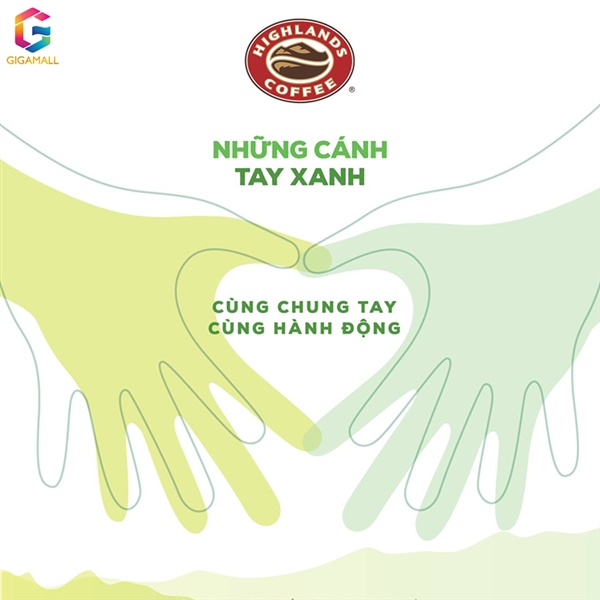 GIGAMALL
HIGHLANDS
COFFEE
®
NHỮNG CÁNH
TAY XANH
CÙNG CHUNG TAY
CÙNG HÀNH ĐỘNG